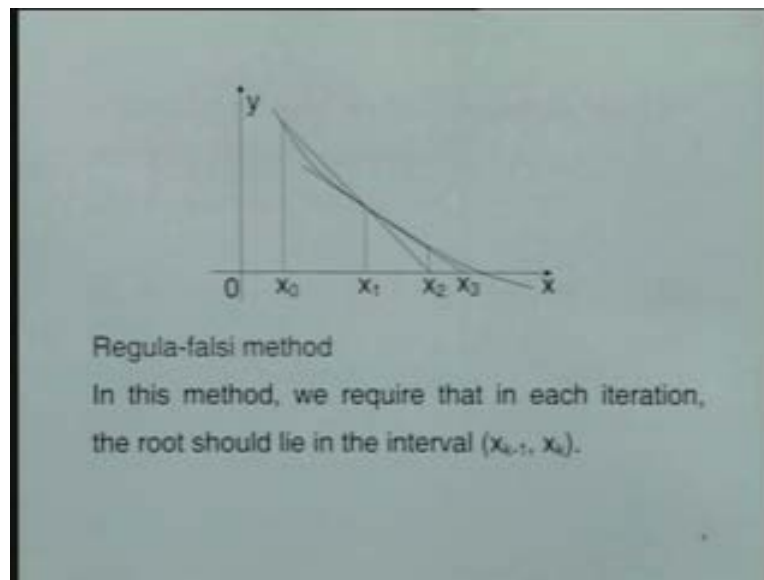 y
0 x₀ x₁ x₂ x₃ x
Regula-falsi method
In this method, we require that in each iteration,
the root should lie in the interval (xₖ₋₁, xₖ).